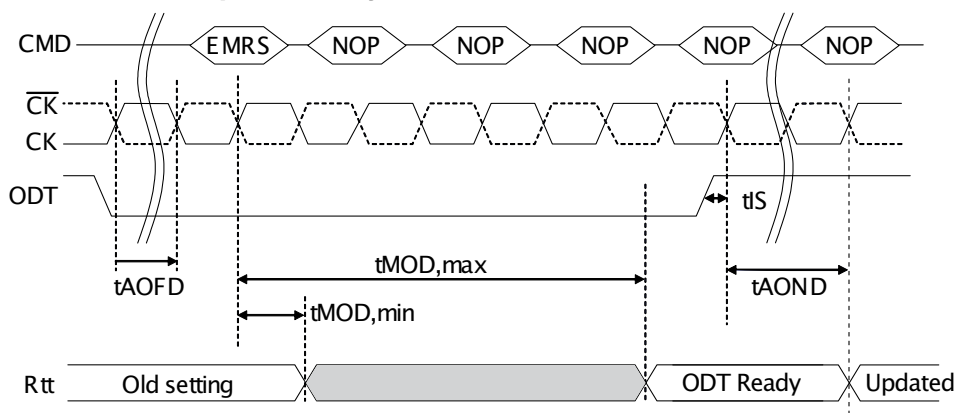 CMD EMRS NOP NOP NOP NOP NOP
CK
CK
ODT
tIS
tMOD,max
tAOFD
tAOND
tMOD,min
Rtt Old setting ODT Ready Updated